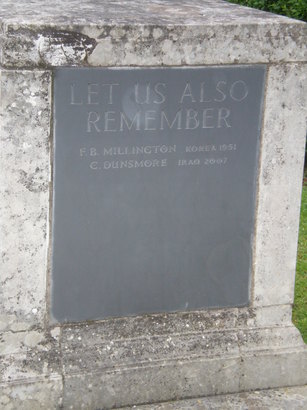 LET US ALSO
REMEMBER
F. B. MILLINGTON KOREA 1951
C. DUNSMORE IRAQ 2007